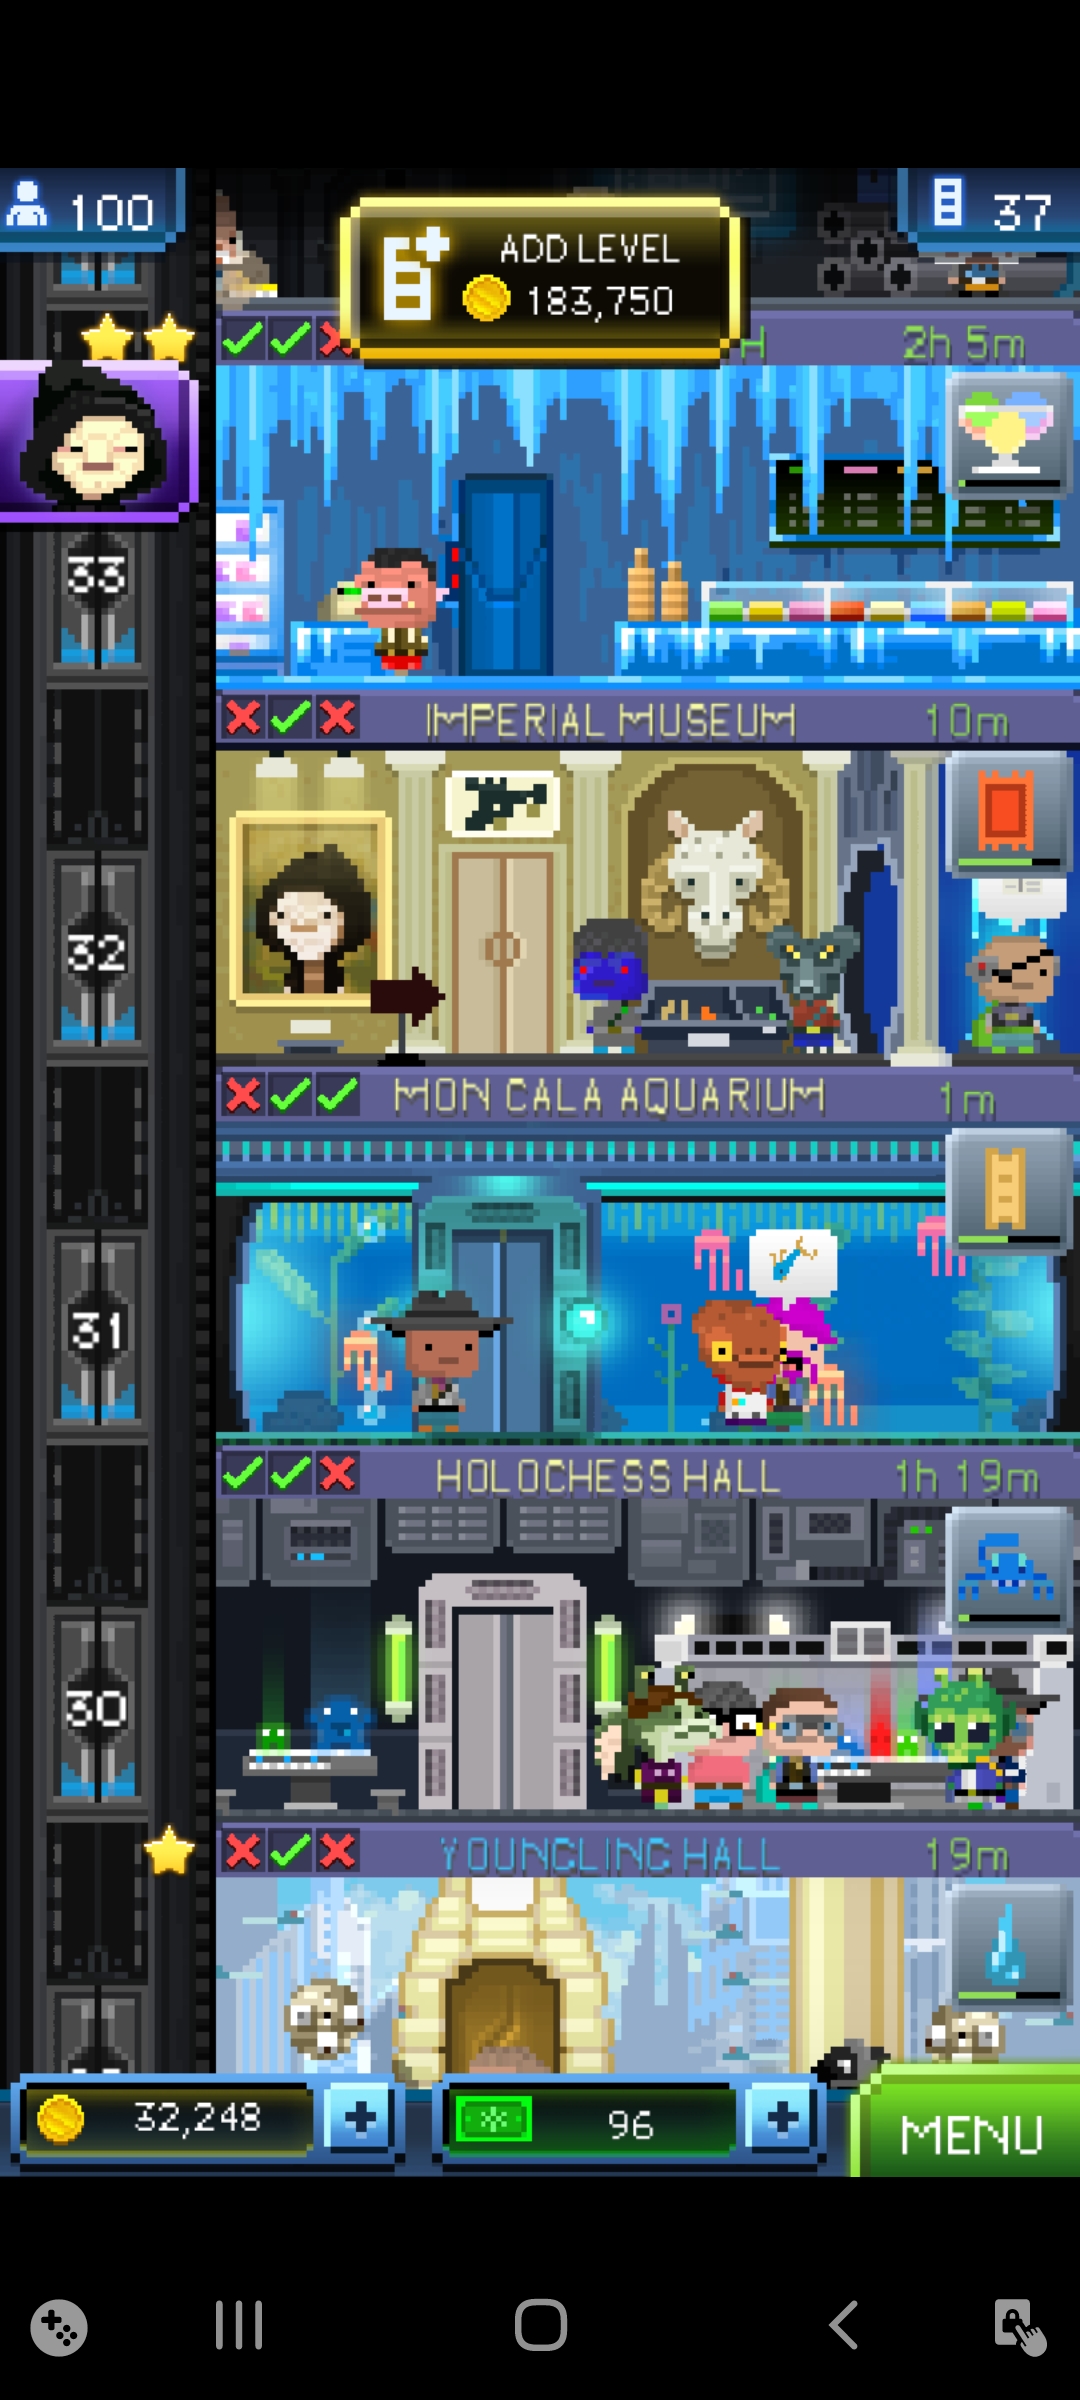 100
ADD LEVEL
183,750
37
H 2h 5m
33
IMPERIAL MUSEUM 10m
32
MON CALA AQUARIUM 1m
31
HOLOCHESS HALL 1h 19m
30
YOUNGLING HALL 19m
32,248
96
MENU